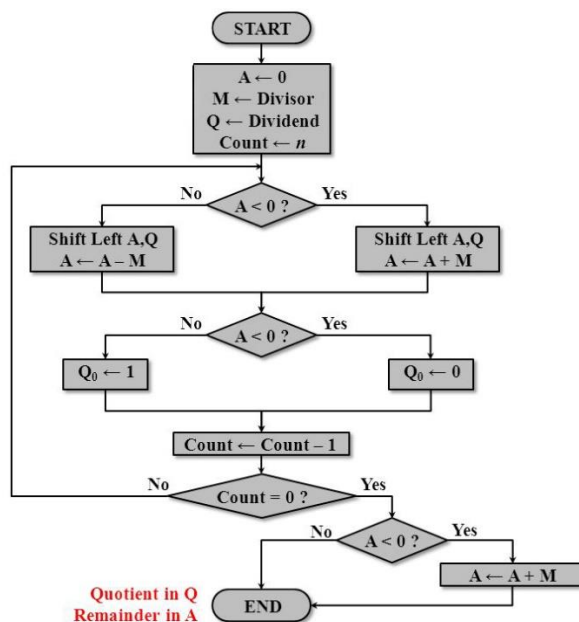 START
A ← 0
M ← Divisor
Q ← Dividend
Count ← n
No
A < 0 ?
Yes
Shift Left A,Q
A ← A – M
Shift Left A,Q
A ← A + M
No
A < 0 ?
Yes
Q₀ ← 1
Q₀ ← 0
Count ← Count – 1
No
Count = 0 ?
Yes
No
A < 0 ?
Yes
A ← A + M
Quotient in Q
Remainder in A
END